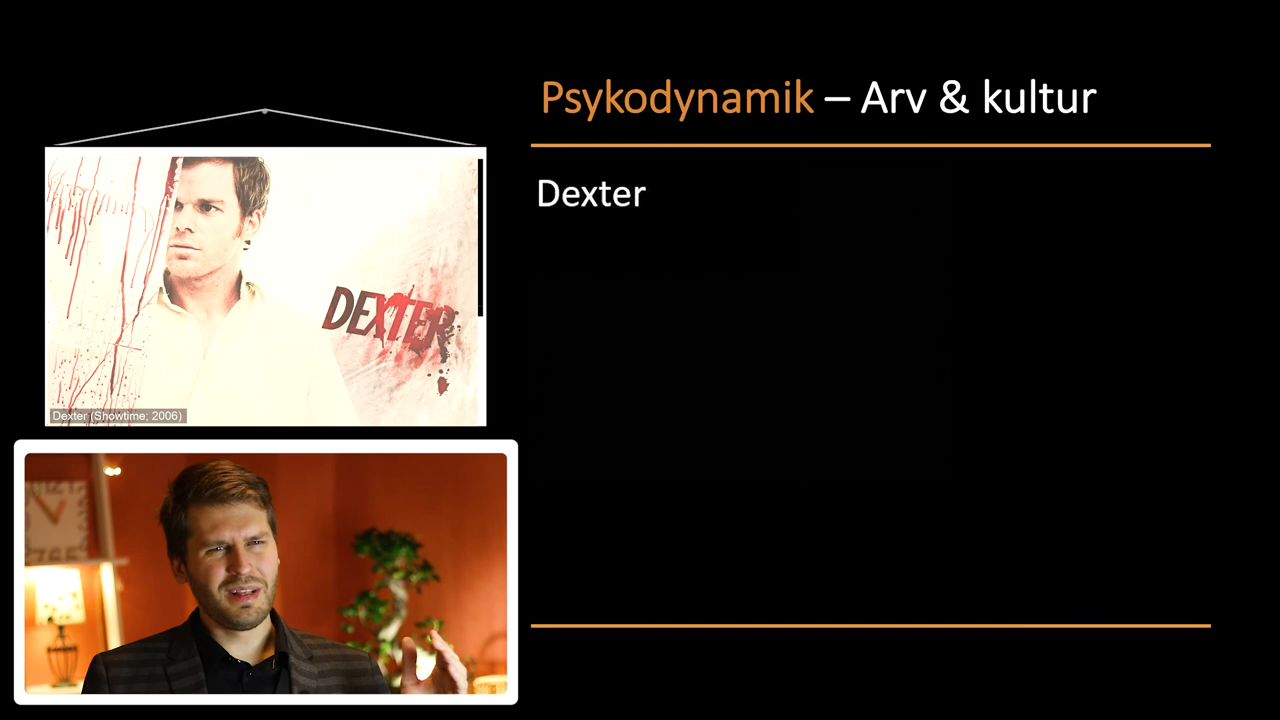 Psykodynamik – Arv & kultur
Dexter
DEXTER
Dexter (Showtime; 2006)